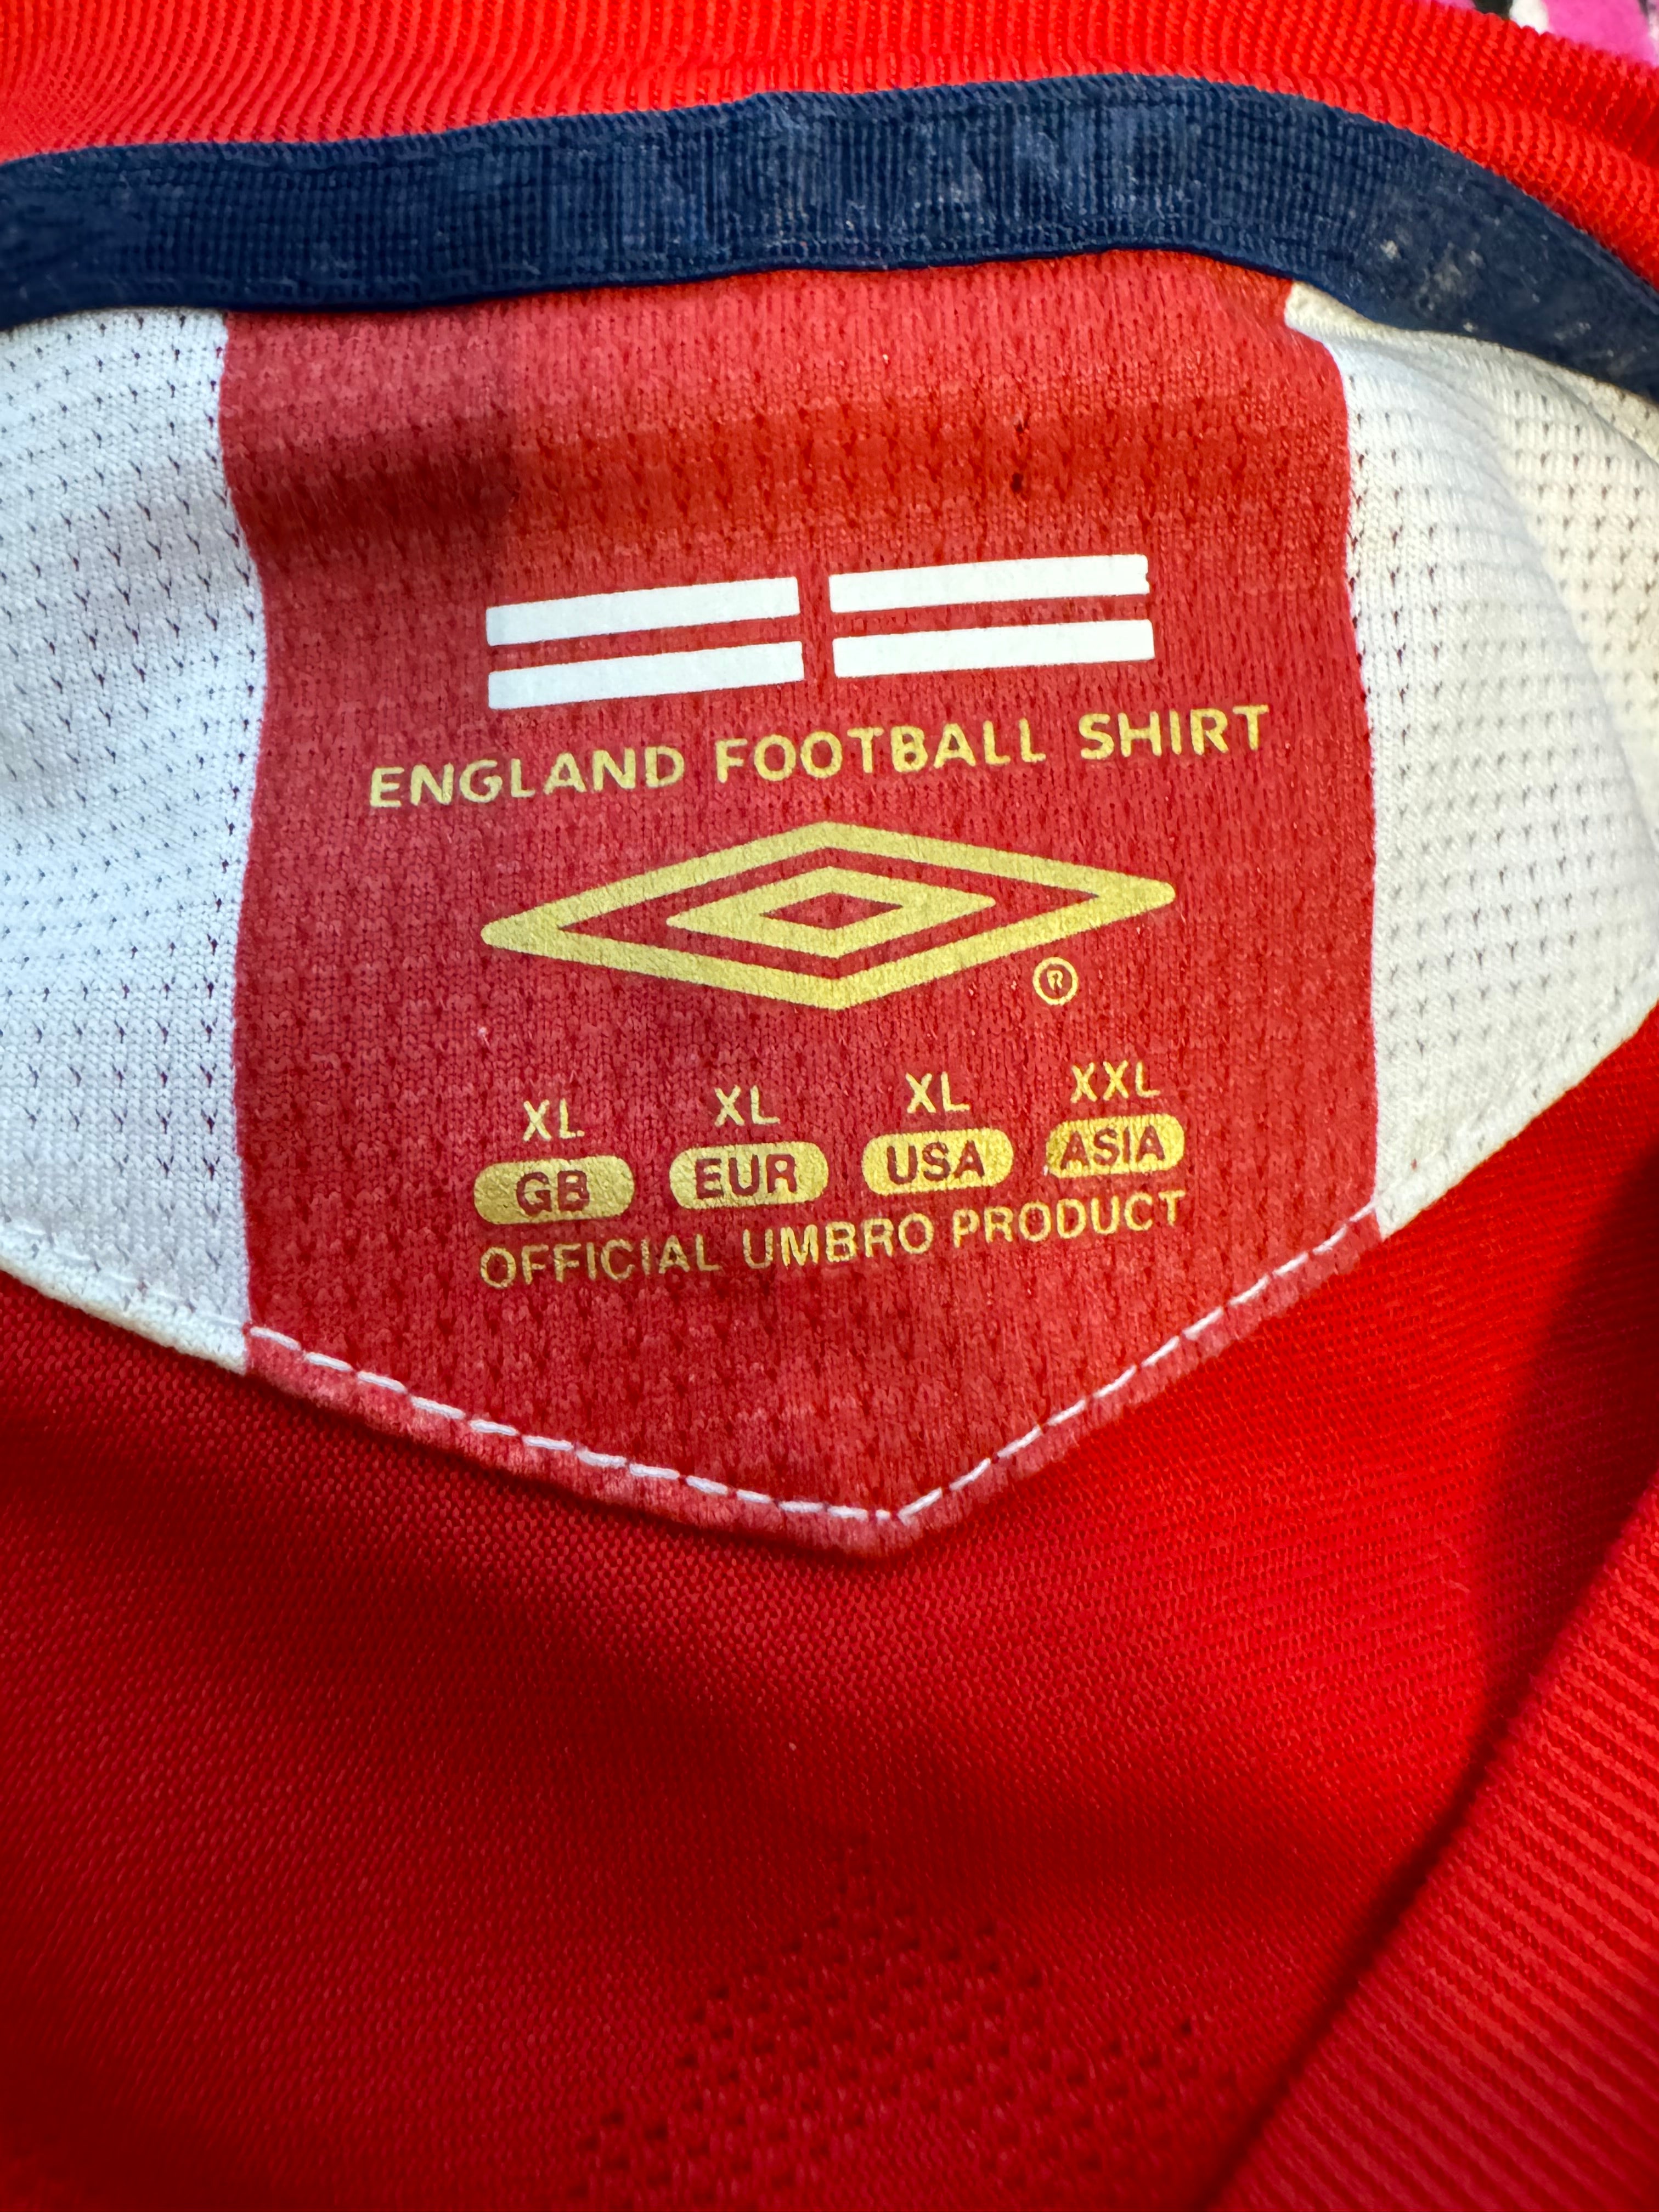 ENGLAND FOOTBALL SHIRT
®
XL XL XL XXL
GB EUR USA ASIA
OFFICIAL UMBRO PRODUCT